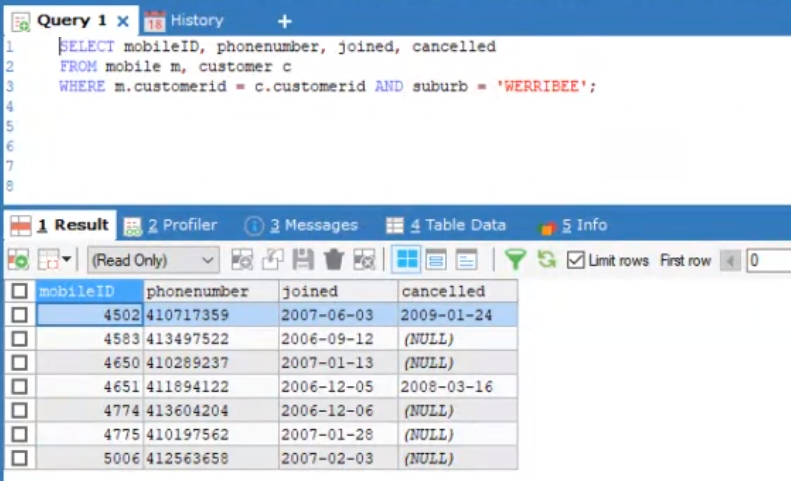 Query 1 × 18 History +
1 SELECT mobileID, phonenumber, joined, cancelled
2 FROM mobile m, customer c
3 WHERE m.customerid = c.customerid AND suburb = 'WERRIBEE';
4
5
6
7
8
1 Result 2 Profiler 3 Messages 4 Table Data 5 Info
(Read Only) Limit rows First row 0
mobileID phonenumber joined cancelled
4502 410717359 2007-06-03 2009-01-24
4583 413497522 2006-09-12 (NULL)
4650 410289237 2007-01-13 (NULL)
4651 411894122 2006-12-05 2008-03-16
4774 413604204 2006-12-06 (NULL)
4775 410197562 2007-01-28 (NULL)
5006 412563658 2007-02-03 (NULL)